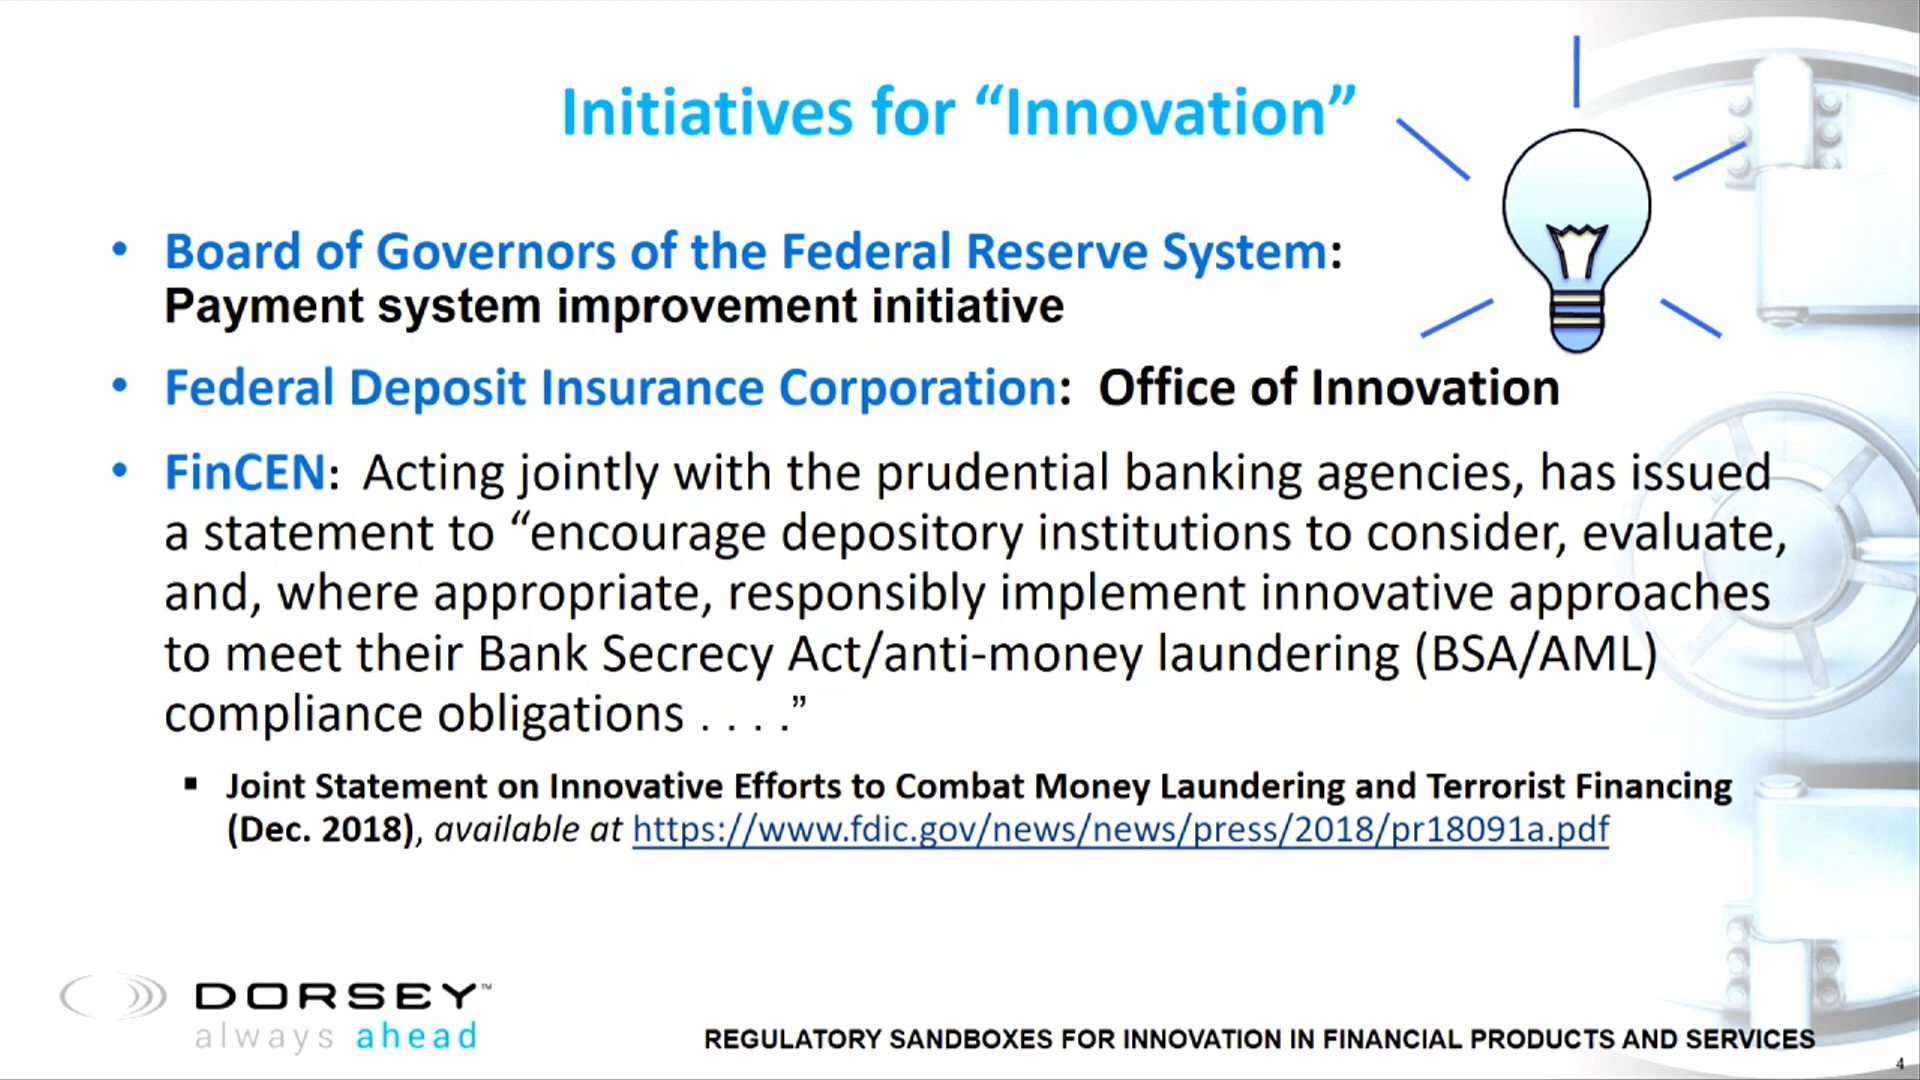 Initiatives for “Innovation”
• Board of Governors of the Federal Reserve System:
Payment system improvement initiative
• Federal Deposit Insurance Corporation: Office of Innovation
• FinCEN: Acting jointly with the prudential banking agencies, has issued
a statement to “encourage depository institutions to consider, evaluate,
and, where appropriate, responsibly implement innovative approaches
to meet their Bank Secrecy Act/anti-money laundering (BSA/AML)
compliance obligations . . . .”
▪ Joint Statement on Innovative Efforts to Combat Money Laundering and Terrorist Financing
(Dec. 2018), available at https://www.fdic.gov/news/news/press/2018/pr18091a.pdf
DORSEY™
always ahead
REGULATORY SANDBOXES FOR INNOVATION IN FINANCIAL PRODUCTS AND SERVICES
4